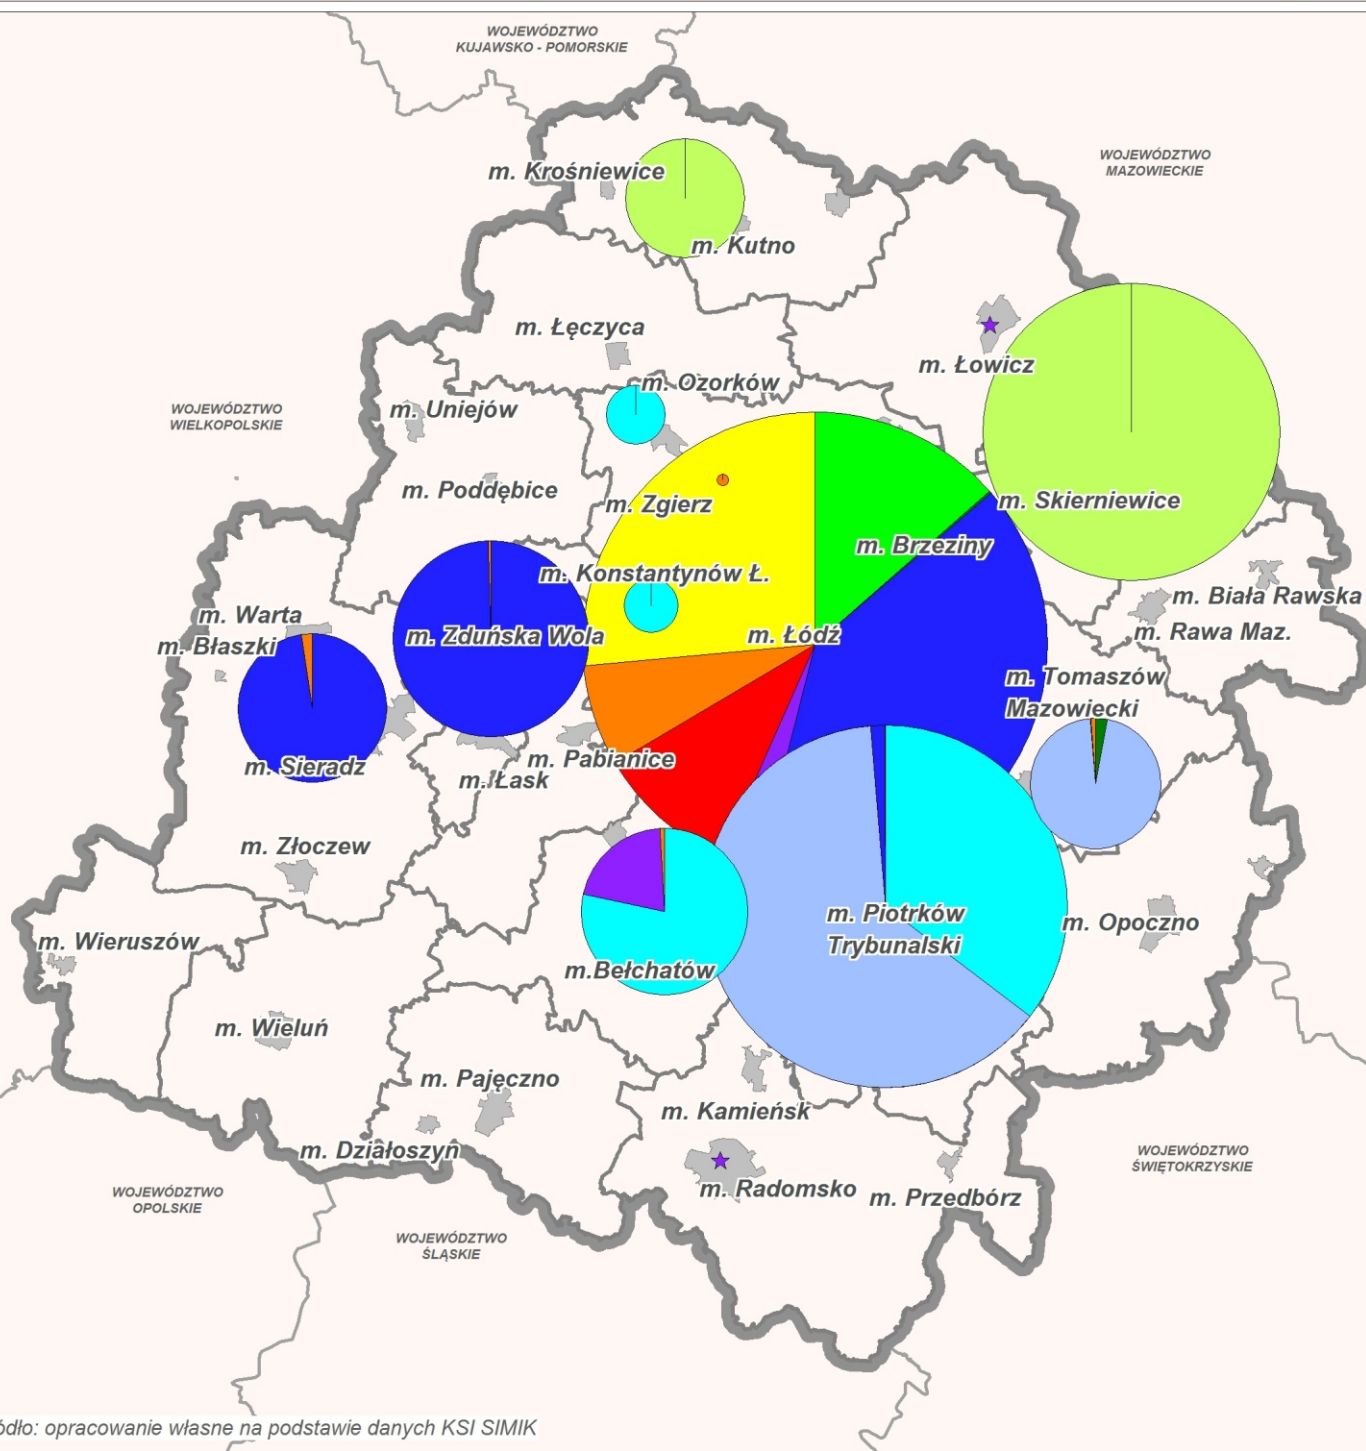 WOJEWÓDZTWO
KUJAWSKO - POMORSKIE
WOJEWÓDZTWO
MAZOWIECKIE
m. Krośniewice
m. Kutno
m. Łęczyca
m. Łowicz
m. Ozorków
WOJEWÓDZTWO
WIELKOPOLSKIE
m. Uniejów
m. Poddębice
m. Zgierz
m. Skierniewice
m. Brzeziny
m. Konstantynów Ł.
m. Biała Rawska
m. Warta
m. Zduńska Wola
m. Łódź
m. Rawa Maz.
m. Błaszki
m. Tomaszów
Mazowiecki
m. Sieradz
m. Pabianice
m. Łask
m. Złoczew
m. Piotrków
Trybunalski
m. Opoczno
m. Wieruszów
m.Bełchatów
m. Wieluń
m. Pajęczno
m. Kamieńsk
m. Działoszyn
WOJEWÓDZTWO
ŚWIĘTOKRZYSKIE
m. Radomsko
m. Przedbórz
WOJEWÓDZTWO
OPOLSKIE
WOJEWÓDZTWO
ŚLĄSKIE
ódło: opracowanie własne na podstawie danych KSI SIMIK